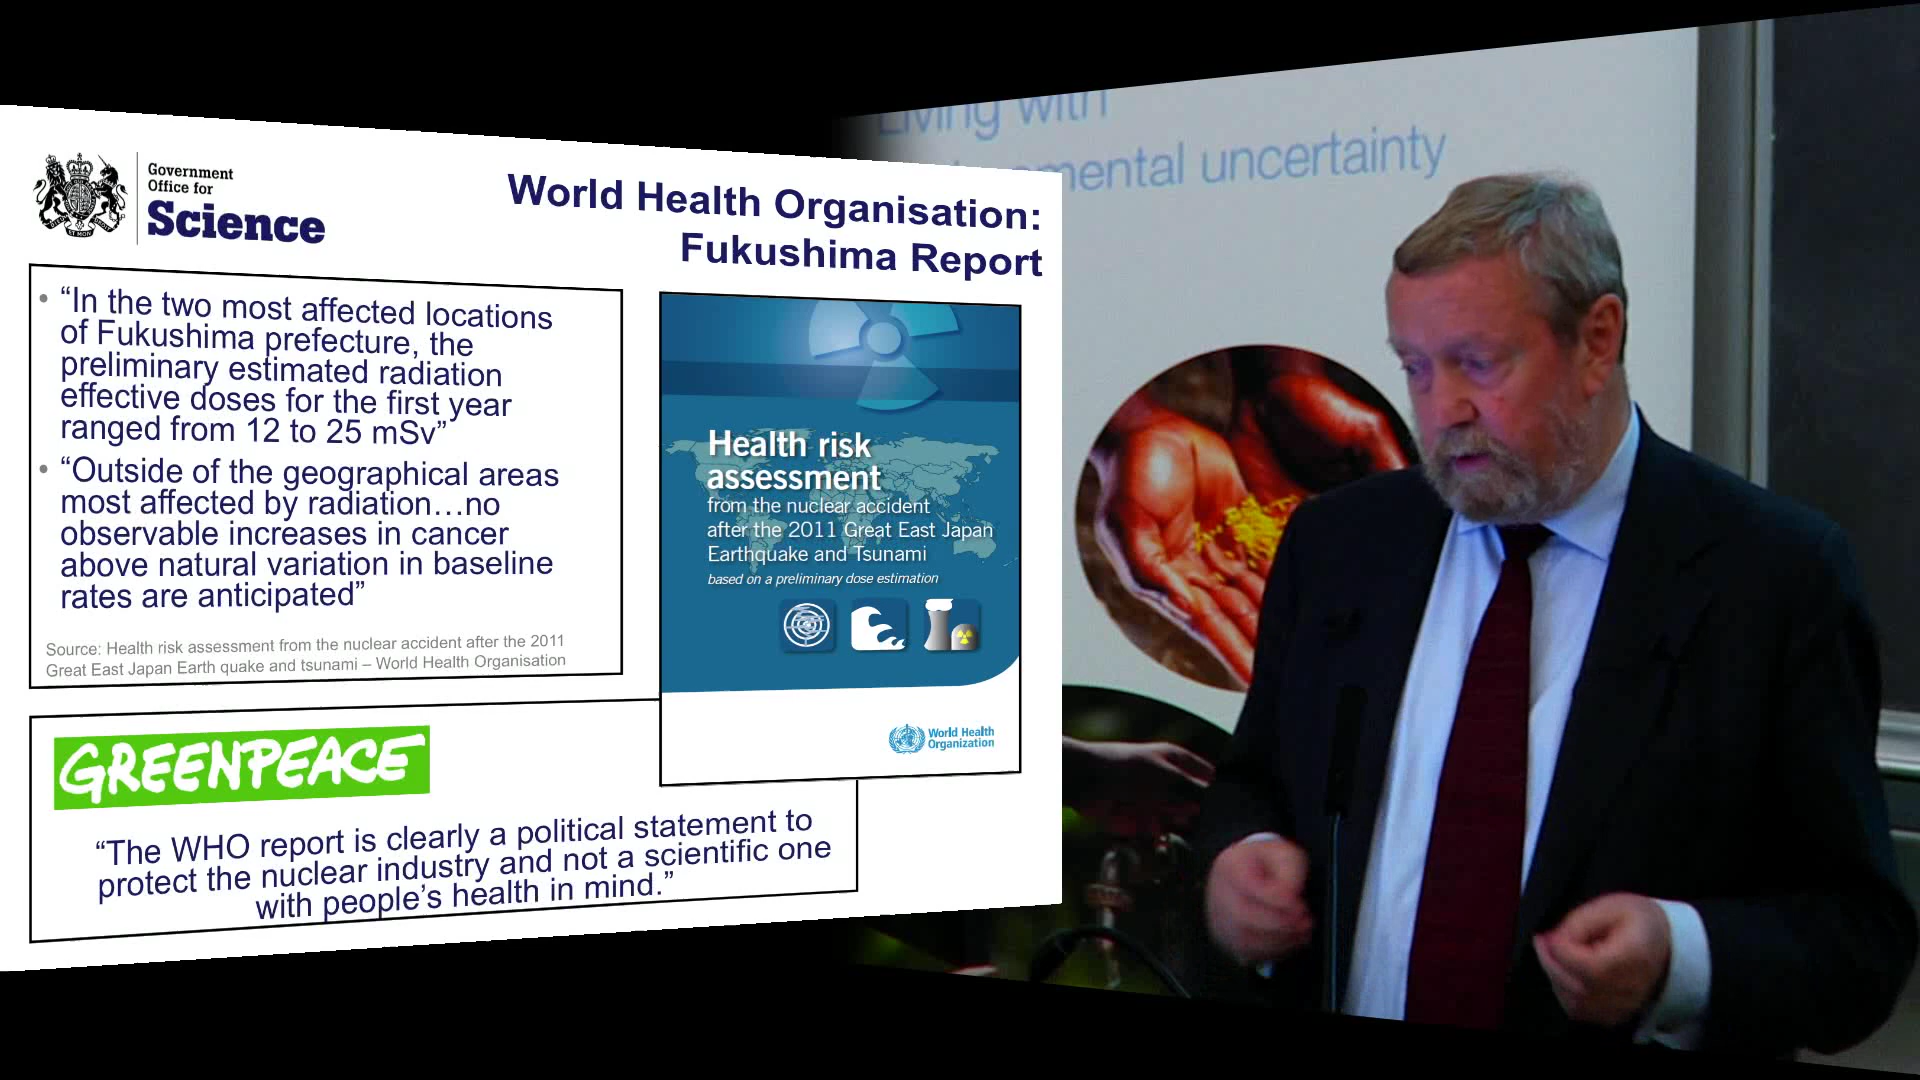 Living with
mental uncertainty
Government
Office for
Science
World Health Organisation:
Fukushima Report
• “In the two most affected locations
of Fukushima prefecture, the
preliminary estimated radiation
effective doses for the first year
ranged from 12 to 25 mSv”
• “Outside of the geographical areas
most affected by radiation…no
observable increases in cancer
above natural variation in baseline
rates are anticipated”
Source: Health risk assessment from the nuclear accident after the 2011
Great East Japan Earth quake and tsunami – World Health Organisation
Health risk
assessment
from the nuclear accident
after the 2011 Great East Japan
Earthquake and Tsunami
based on a preliminary dose estimation
World Health
Organization
GREENPEACE
“The WHO report is clearly a political statement to
protect the nuclear industry and not a scientific one
with people’s health in mind.”